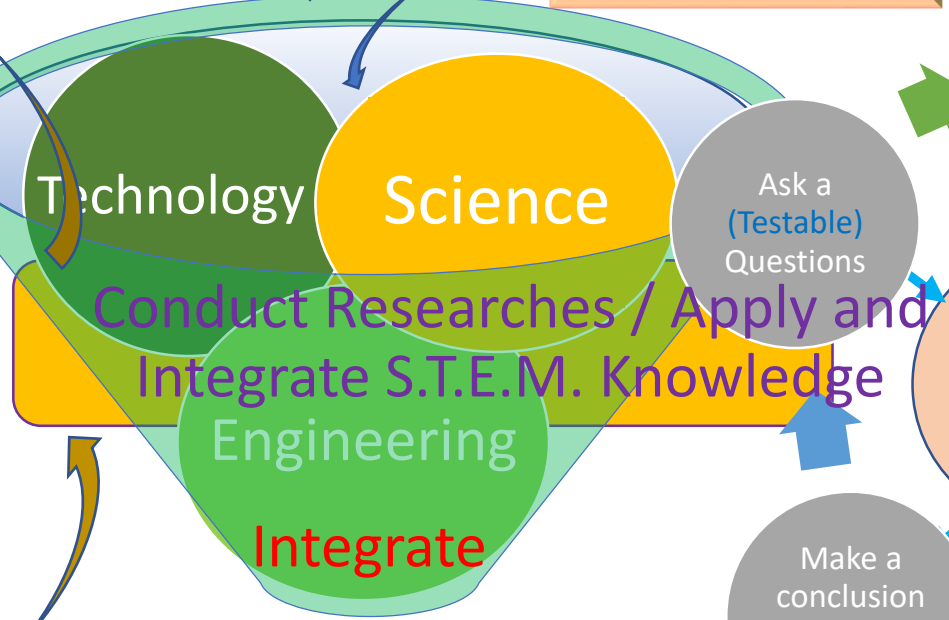 Technology
Science
Ask a
(Testable)
Questions
Conduct Researches / Apply and
Integrate S.T.E.M. Knowledge
Engineering
Integrate
Make a
conclusion